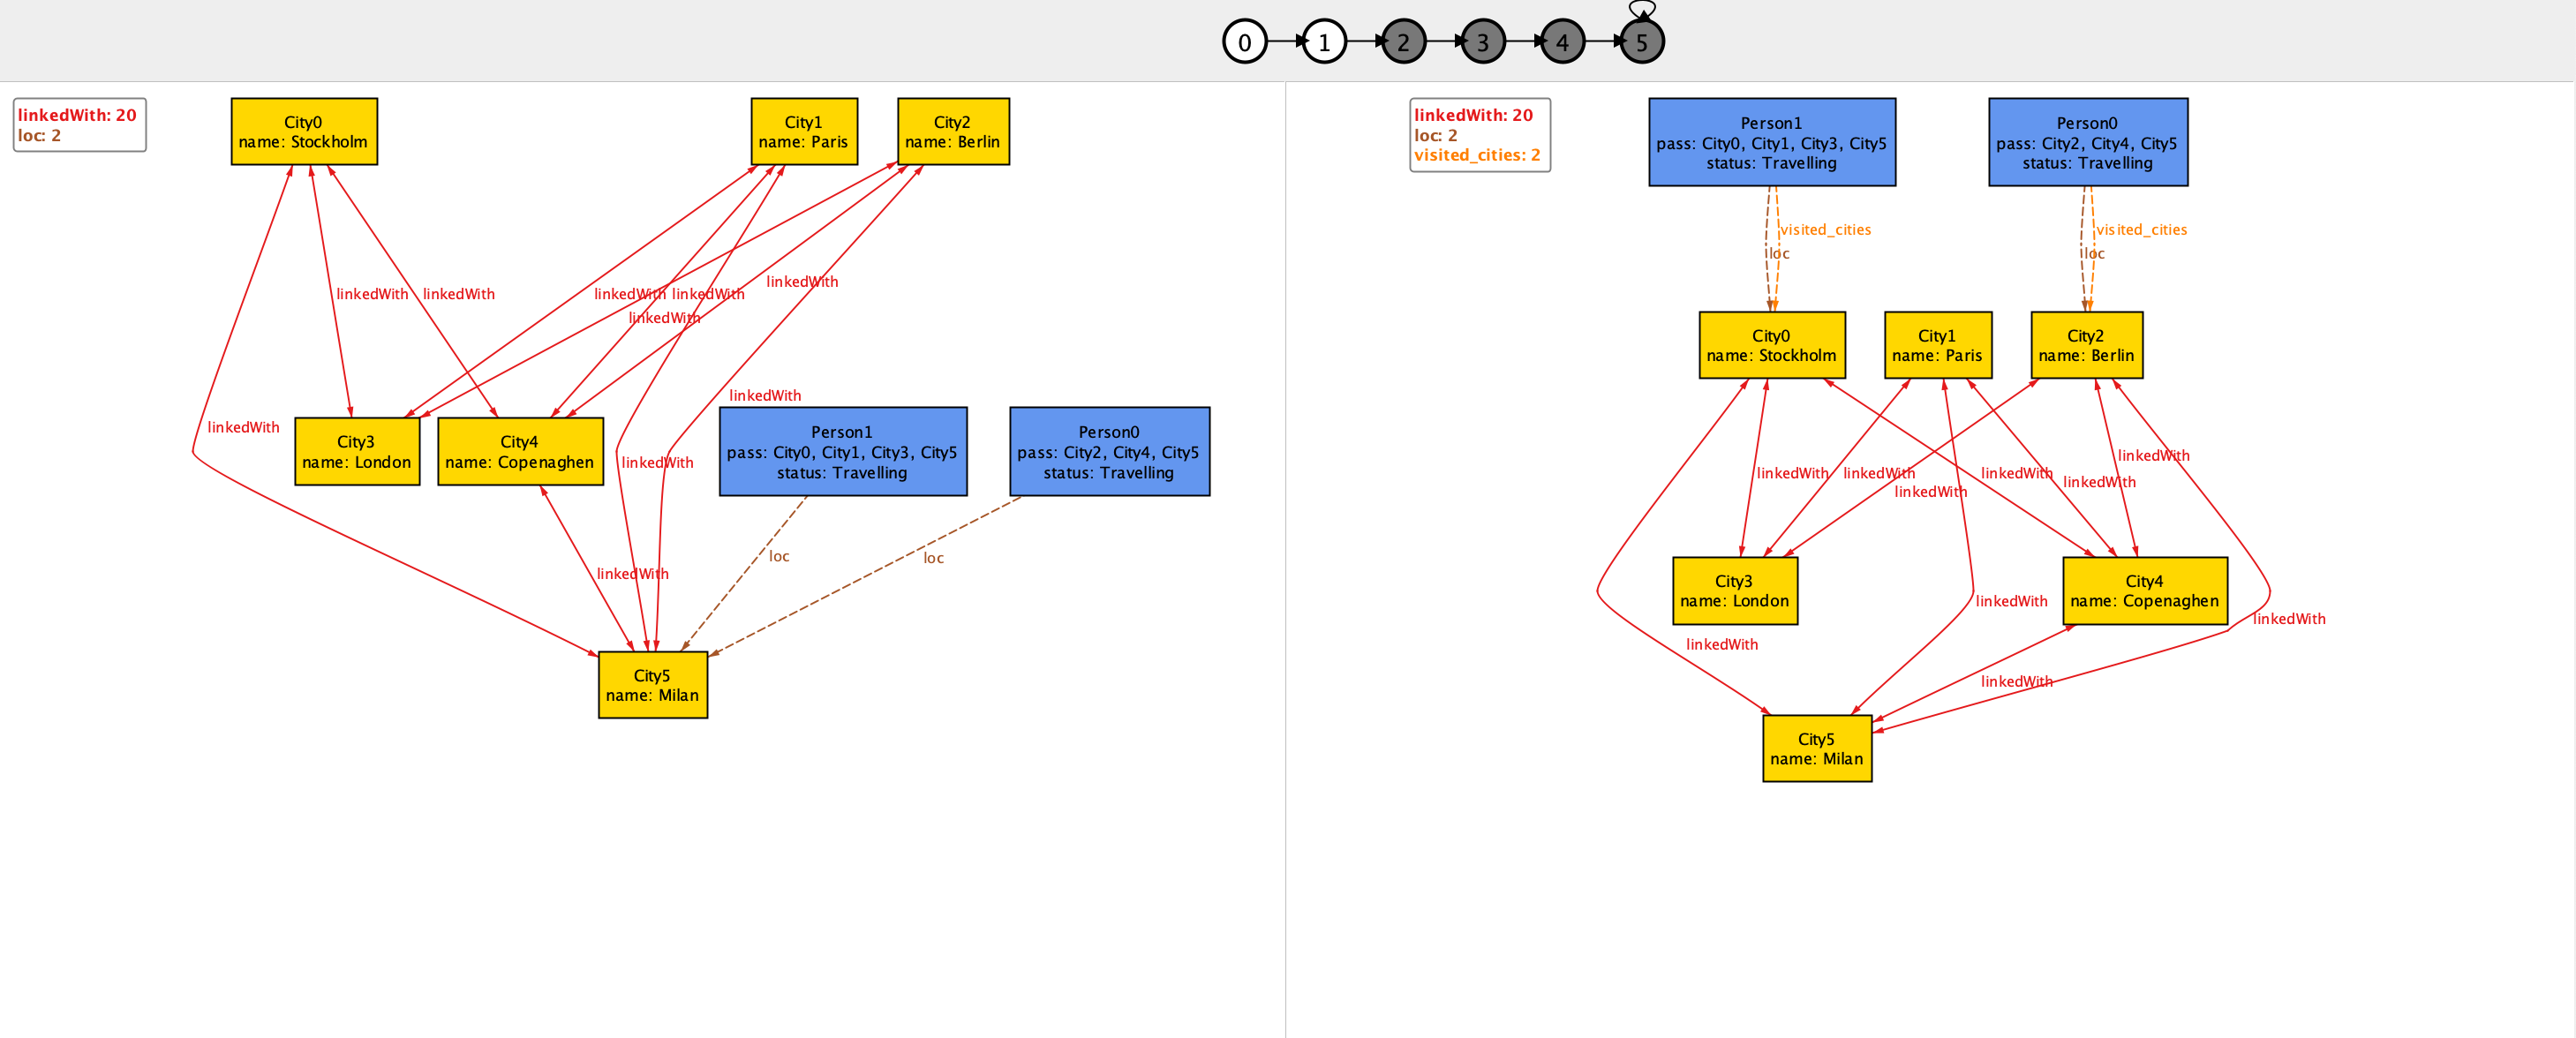 0
1
2
3
4
5
linkedWith: 20
loc: 2
City0
name: Stockholm
City1
name: Paris
City2
name: Berlin
linkedWith
linkedWith
linkedWith
linkedWith
linkedWith
linkedWith
linkedWith
linkedWith
linkedWith
City3
name: London
City4
name: Copenaghen
Person1
pass: City0, City1, City3, City5
status: Travelling
Person0
pass: City2, City4, City5
status: Travelling
loc
loc
linkedWith
City5
name: Milan
linkedWith: 20
loc: 2
visited_cities: 2
Person1
pass: City0, City1, City3, City5
status: Travelling
Person0
pass: City2, City4, City5
status: Travelling
visited_cities
loc
visited_cities
loc
City0
name: Stockholm
City1
name: Paris
City2
name: Berlin
linkedWith
linkedWith
linkedWith
linkedWith
linkedWith
linkedWith
City3
name: London
City4
name: Copenaghen
linkedWith
linkedWith
linkedWith
linkedWith
City5
name: Milan